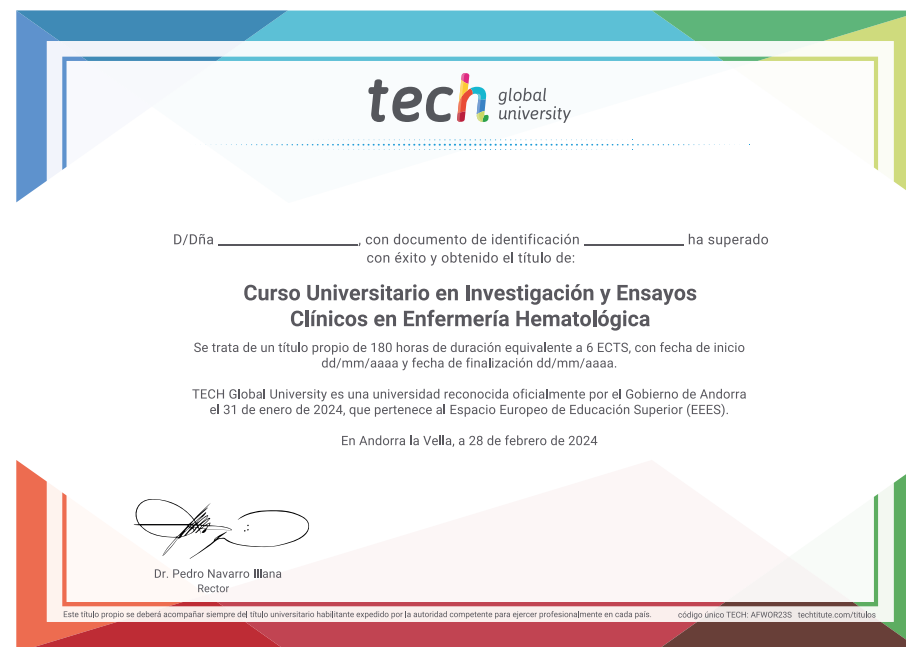 tech global university
D/Dña ____________________, con documento de identificación ______________ ha superado
con éxito y obtenido el título de:
Curso Universitario en Investigación y Ensayos
Clínicos en Enfermería Hematológica
Se trata de un título propio de 180 horas de duración equivalente a 6 ECTS, con fecha de inicio
dd/mm/aaaa y fecha de finalización dd/mm/aaaa.
TECH Global University es una universidad reconocida oficialmente por el Gobierno de Andorra
el 31 de enero de 2024, que pertenece al Espacio Europeo de Educación Superior (EEES).
En Andorra la Vella, a 28 de febrero de 2024
Dr. Pedro Navarro Illana
Rector
Este título propio se deberá acompañar siempre del título universitario habilitante expedido por la autoridad competente para ejercer profesionalmente en cada país. código único TECH: AFWOR23S techtitute.com/titulos